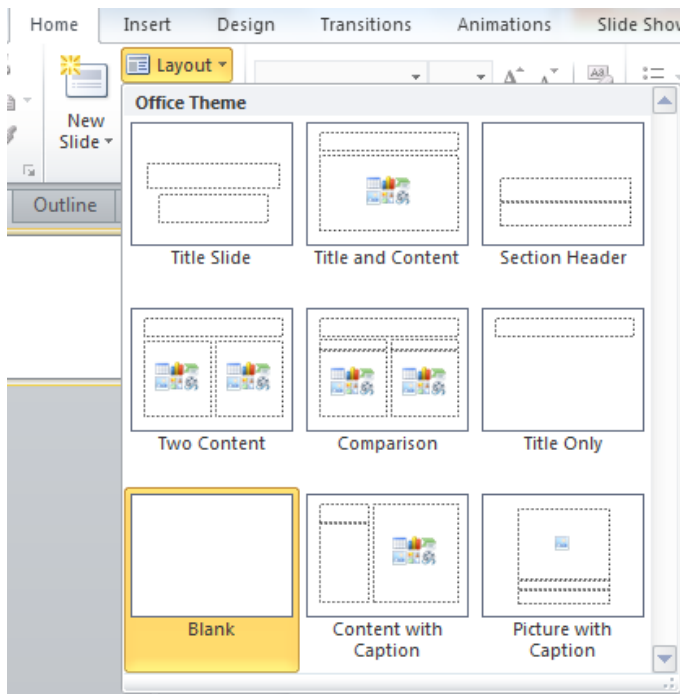 Home Insert Design Transitions Animations Slide Show
Layout
New
Slide
Office Theme
Outline
Title Slide Title and Content Section Header
Two Content Comparison Title Only
Blank Content with Picture with
Caption Caption